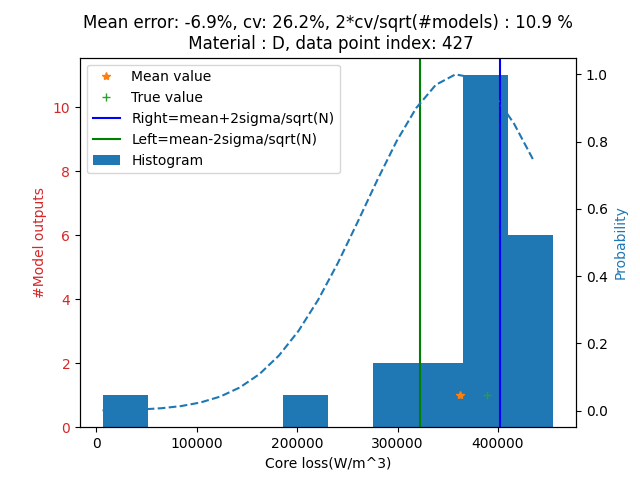 Mean error: -6.9%, cv: 26.2%, 2*cv/sqrt(#models) : 10.9 %
Material : D, data point index: 427
Mean value
True value
Right=mean+2sigma/sqrt(N)
Left=mean-2sigma/sqrt(N)
Histogram
#Model outputs
0
2
4
6
8
10
Probability
0.0
0.2
0.4
0.6
0.8
1.0
0
100000
200000
300000
400000
Core loss(W/m^3)